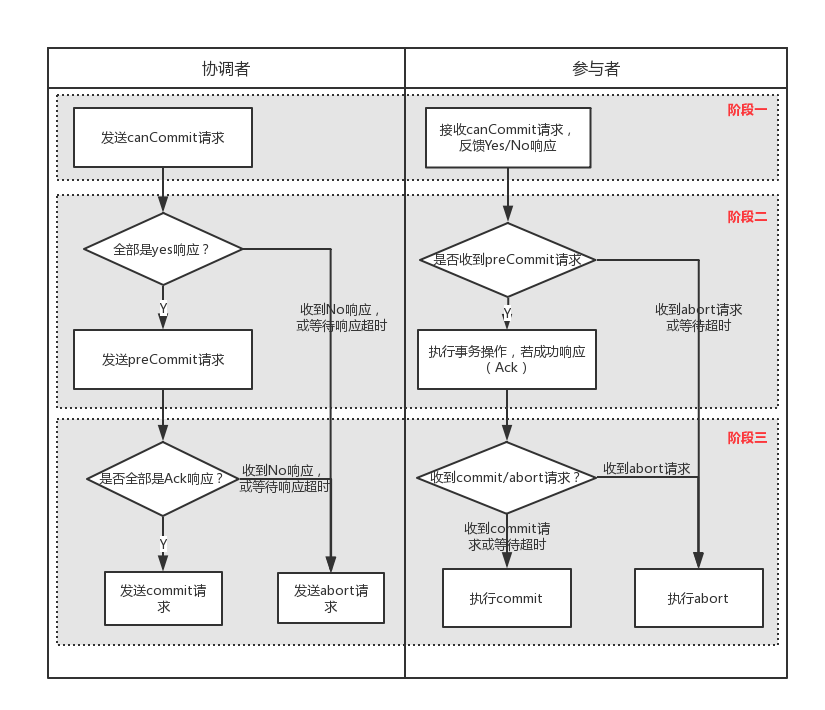 协调者
参与者
阶段一
发送canCommit请求
接收canCommit请求，
反馈Yes/No响应
阶段二
全部是yes响应？
是否收到preCommit请求
Y
收到No响应，
或等待响应超时
Y
收到abort请求
或等待超时
发送preCommit请求
执行事务操作，若成功响应
（Ack）
阶段三
是否全部是Ack响应？
收到No响应，
或等待响应超时
收到commit/abort请求？
收到abort请求
Y
收到commit请
求或等待超时
发送commit请
求
发送abort请
求
执行commit
执行abort